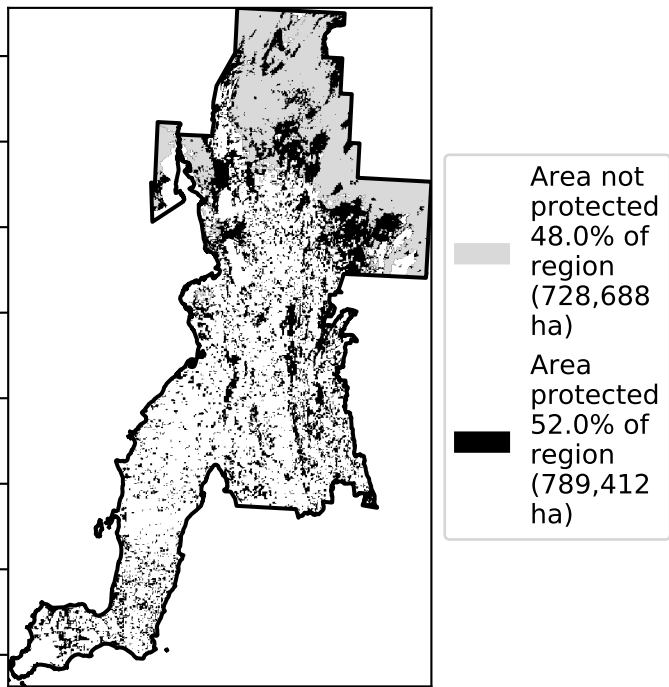 Area not
protected
48.0% of
region
(728,688
ha)
Area
protected
52.0% of
region
(789,412
ha)